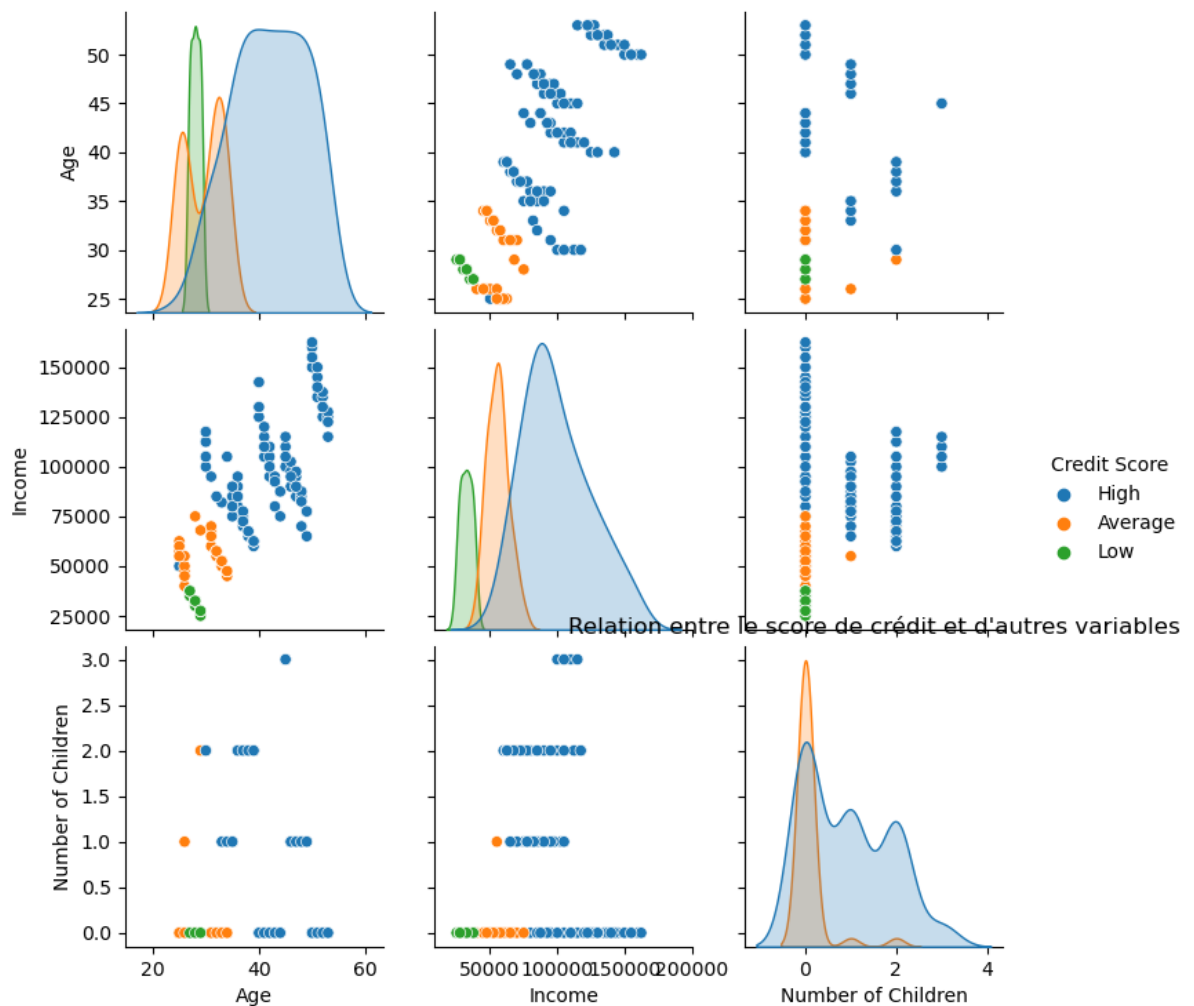 Age
50
45
40
35
30
25
Income
150000
125000
100000
75000
50000
25000
Credit Score
High
Average
Low
Relation entre le score de crédit et d'autres variables
Number of Children
3.0
2.5
2.0
1.5
1.0
0.5
0.0
20 40 60
50000 100000 150000 200000
0 2 4
Age
Income
Number of Children